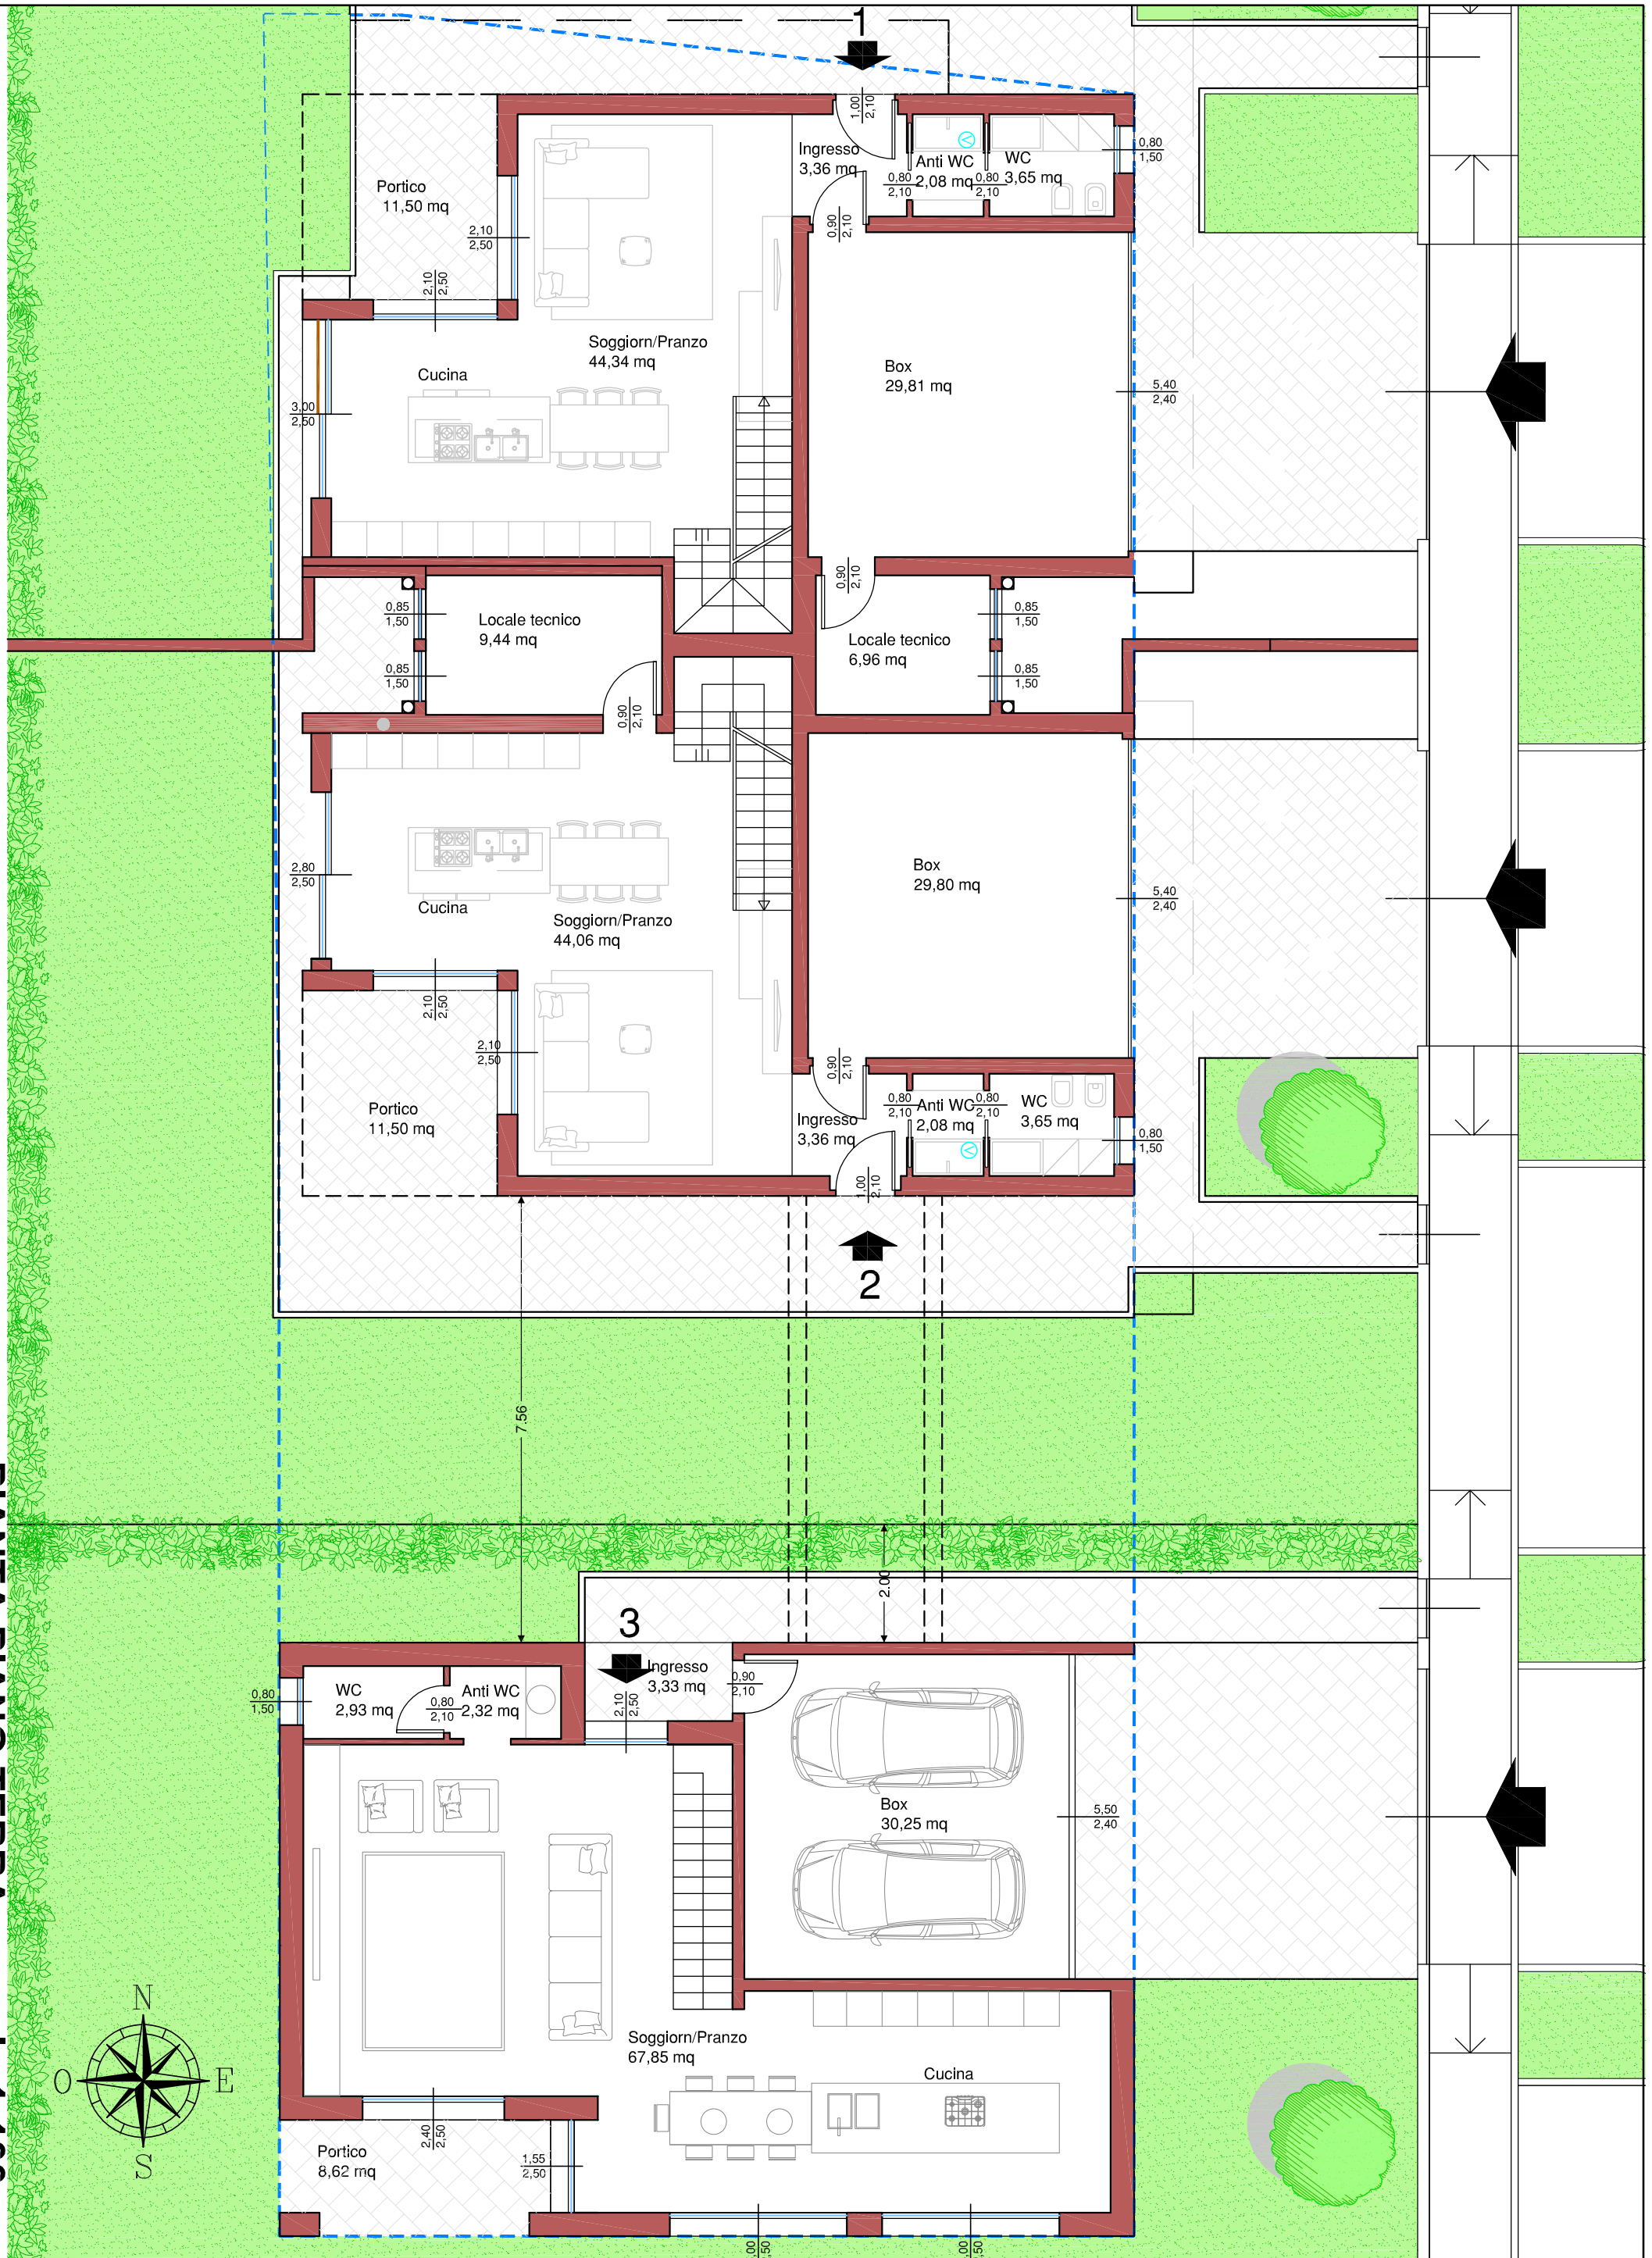 1
1,00
2,10
Ingresso
3,36 mq
Anti WC
2,08 mq
WC
3,65 mq
0,80
1,50
0,80
2,10
0,80
2,10
Portico
11,50 mq
2,10
2,50
0,90
2,10
2,10
2,50
Soggiorn/Pranzo
44,34 mq
Cucina
Box
29,81 mq
5,40
2,40
3,00
2,50
0,90
2,10
0,85
1,50
Locale tecnico
9,44 mq
Locale tecnico
6,96 mq
0,85
1,50
0,85
1,50
0,85
1,50
0,90
2,10
2,80
2,50
Cucina
Soggiorn/Pranzo
44,06 mq
Box
29,80 mq
5,40
2,40
2,10
2,50
2,10
2,50
0,90
2,10
Portico
11,50 mq
Ingresso
3,36 mq
0,80
2,10
Anti WC
2,08 mq
0,80
2,10
WC
3,65 mq
0,80
1,50
1,00
2,10
2
7.56
2.00
3
Ingresso
3,33 mq
0,90
2,10
2,10
2,50
0,80
1,50
WC
2,93 mq
0,80
2,10
Anti WC
2,32 mq
Box
30,25 mq
5,50
2,40
Soggiorn/Pranzo
67,85 mq
Cucina
N
O
E
S
2,40
2,50
Portico
8,62 mq
1,55
2,50